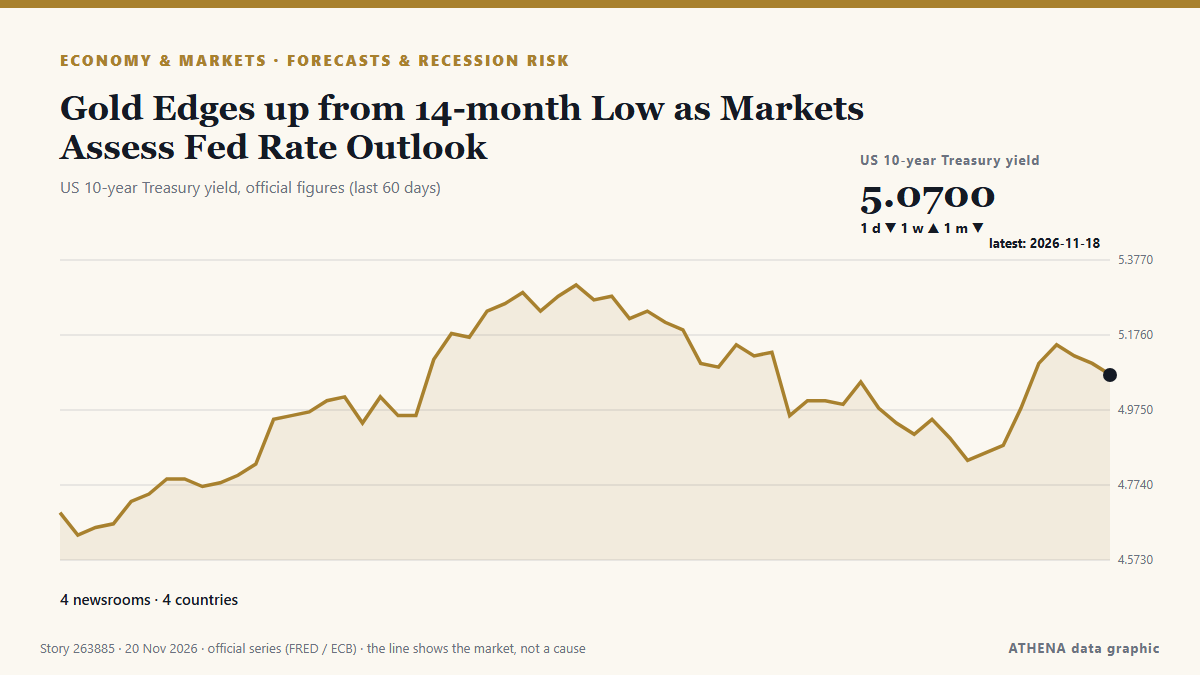 ECONOMY & MARKETS · FORECASTS & RECESSION RISK
Gold Edges up from 14-month Low as Markets
Assess Fed Rate Outlook
US 10-year Treasury yield, official figures (last 60 days)
US 10-year Treasury yield
5.0700
1 d ▼ 1 w ▲ 1 m ▼
latest: 2026-11-18
5.3770
5.1760
4.9750
4.7740
4.5730
4 newsrooms · 4 countries
Story 263885 · 20 Nov 2026 · official series (FRED / ECB) · the line shows the market, not a cause
ATHENA data graphic